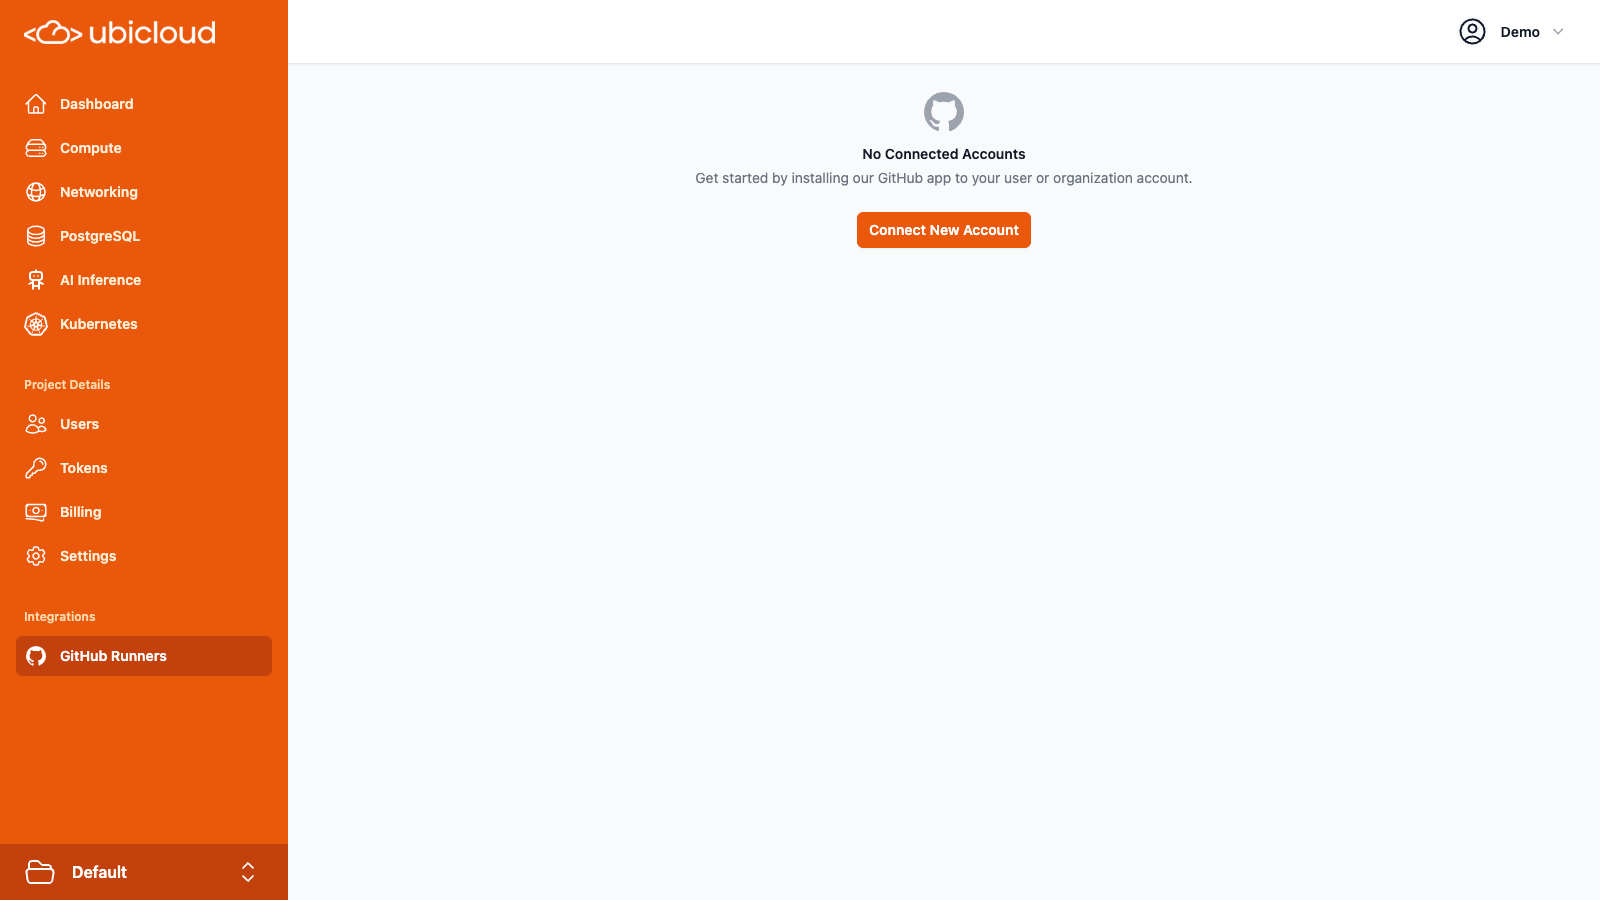 ubicloud
Demo
Dashboard
Compute
Networking
PostgreSQL
AI Inference
Kubernetes
Project Details
Users
Tokens
Billing
Settings
Integrations
GitHub Runners
Default
No Connected Accounts
Get started by installing our GitHub app to your user or organization account.
Connect New Account